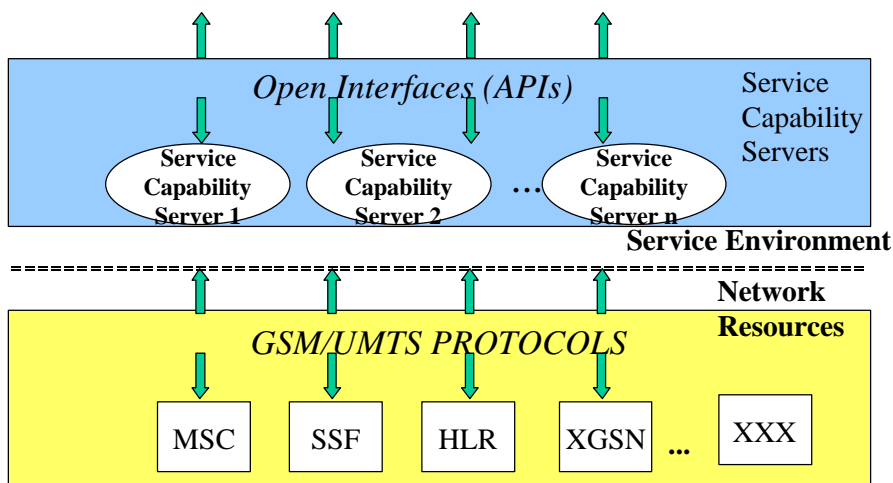 Open Interfaces (APIs)
Service
Capability
Servers
Service
Capability
Server 1
Service
Capability
Server 2
...
Service
Capability
Server n
Service Environment
Network
Resources
GSM/UMTS PROTOCOLS
MSC
SSF
HLR
XGSN
...
XXX